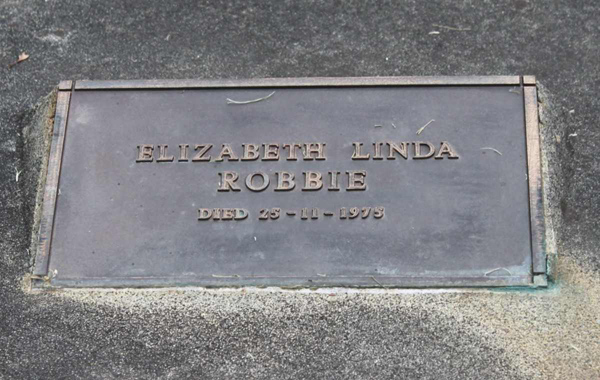 ELIZABETH LINDA
ROBBIE
DIED 25-11-1975